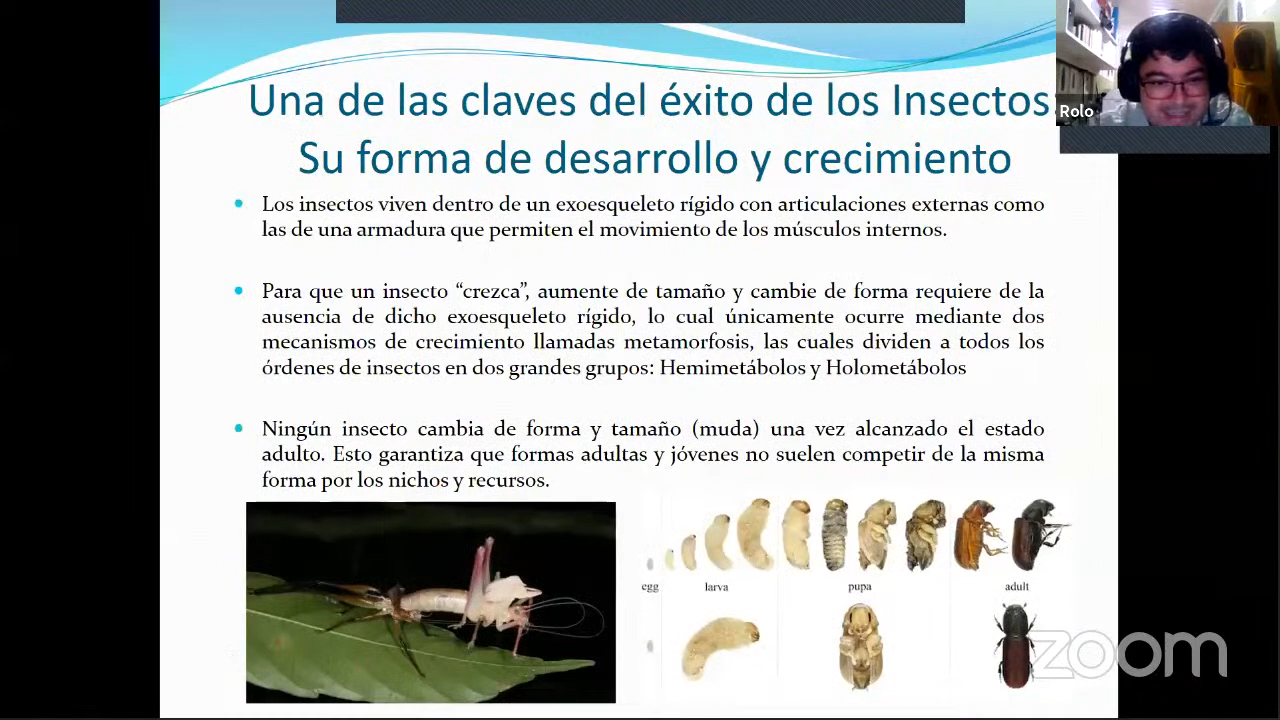 Una de las claves del éxito de los Insectos
Su forma de desarrollo y crecimiento
Rolo
Los insectos viven dentro de un exoesqueleto rígido con articulaciones externas como
las de una armadura que permiten el movimiento de los músculos internos.
Para que un insecto “crezca”, aumente de tamaño y cambie de forma requiere de la
ausencia de dicho exoesqueleto rígido, lo cual únicamente ocurre mediante dos
mecanismos de crecimiento llamadas metamorfosis, las cuales dividen a todos los
órdenes de insectos en dos grandes grupos: Hemimetábolos y Holometábolos
Ningún insecto cambia de forma y tamaño (muda) una vez alcanzado el estado
adulto. Esto garantiza que formas adultas y jóvenes no suelen competir de la misma
forma por los nichos y recursos.
egg larva pupa adult
zoom